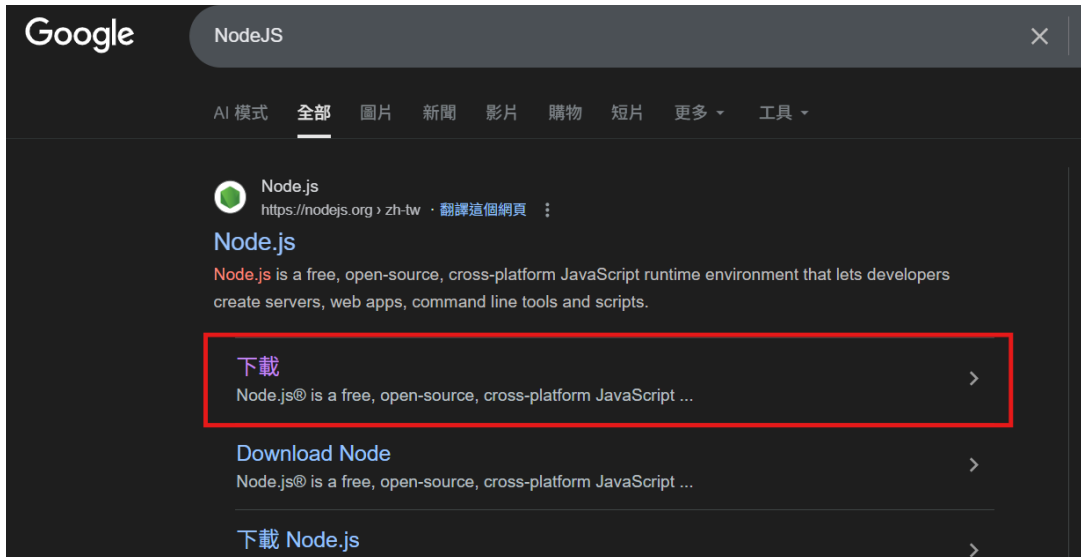 Google
NodeJS
AI 模式 全部 圖片 新聞 影片 購物 短片 更多 工具
Node.js
https://nodejs.org › zh-tw · 翻譯這個網頁
Node.js
Node.js is a free, open-source, cross-platform JavaScript runtime environment that lets developers
create servers, web apps, command line tools and scripts.
下載
Node.js® is a free, open-source, cross-platform JavaScript ...
Download Node
Node.js® is a free, open-source, cross-platform JavaScript ...
下載 Node.js